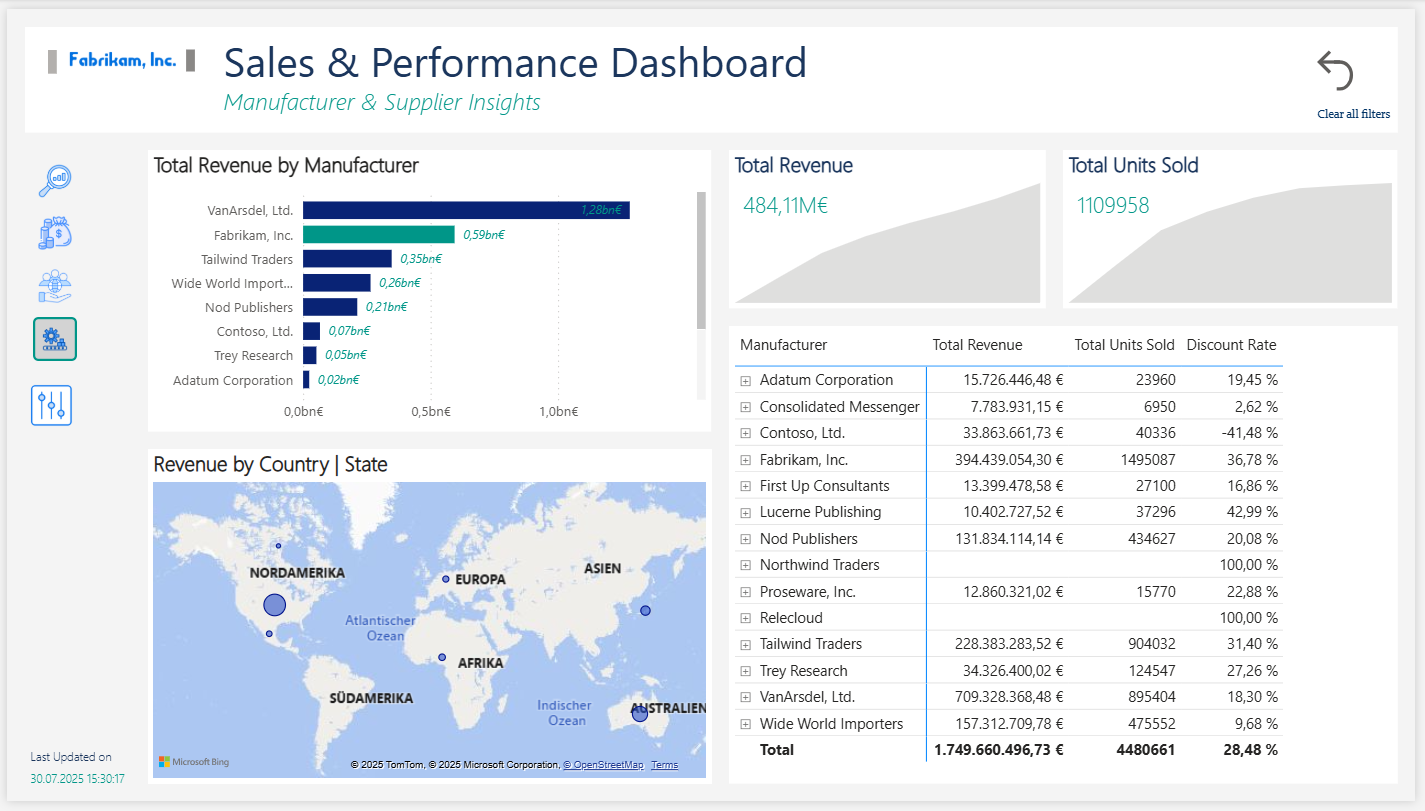 Fabrikam, Inc.
Sales & Performance Dashboard
Manufacturer & Supplier Insights
Clear all filters
Total Revenue by Manufacturer
VanArsdel, Ltd. 1,28bn€
Fabrikam, Inc. 0,59bn€
Tailwind Traders 0,35bn€
Wide World Import... 0,26bn€
Nod Publishers 0,21bn€
Contoso, Ltd. 0,07bn€
Trey Research 0,05bn€
Adatum Corporation 0,02bn€
0,0bn€ 0,5bn€ 1,0bn€
Total Revenue
484,11M€
Total Units Sold
1109958
Revenue by Country | State
NORDAMERIKA
EUROPA
ASIEN
Atlantischer
Ozean
AFRIKA
SÜDAMERIKA
Indischer
Ozean
AUSTRALIEN
Microsoft Bing
© 2025 TomTom, © 2025 Microsoft Corporation, © OpenStreetMap Terms
Manufacturer Total Revenue Total Units Sold Discount Rate
Adatum Corporation 15.726.446,48 € 23960 19,45 %
Consolidated Messenger 7.783.931,15 € 6950 2,62 %
Contoso, Ltd. 33.863.661,73 € 40336 -41,48 %
Fabrikam, Inc. 394.439.054,30 € 1495087 36,78 %
First Up Consultants 13.399.478,58 € 27100 16,86 %
Lucerne Publishing 10.402.727,52 € 37296 42,99 %
Nod Publishers 131.834.114,14 € 434627 20,08 %
Northwind Traders 100,00 %
Proseware, Inc. 12.860.321,02 € 15770 22,88 %
Relecloud 100,00 %
Tailwind Traders 228.383.283,52 € 904032 31,40 %
Trey Research 34.326.400,02 € 124547 27,26 %
VanArsdel, Ltd. 709.328.368,48 € 895404 18,30 %
Wide World Importers 157.312.709,78 € 475552 9,68 %
Total 1.749.660.496,73 € 4480661 28,48 %
Last Updated on
30.07.2025 15:30:17